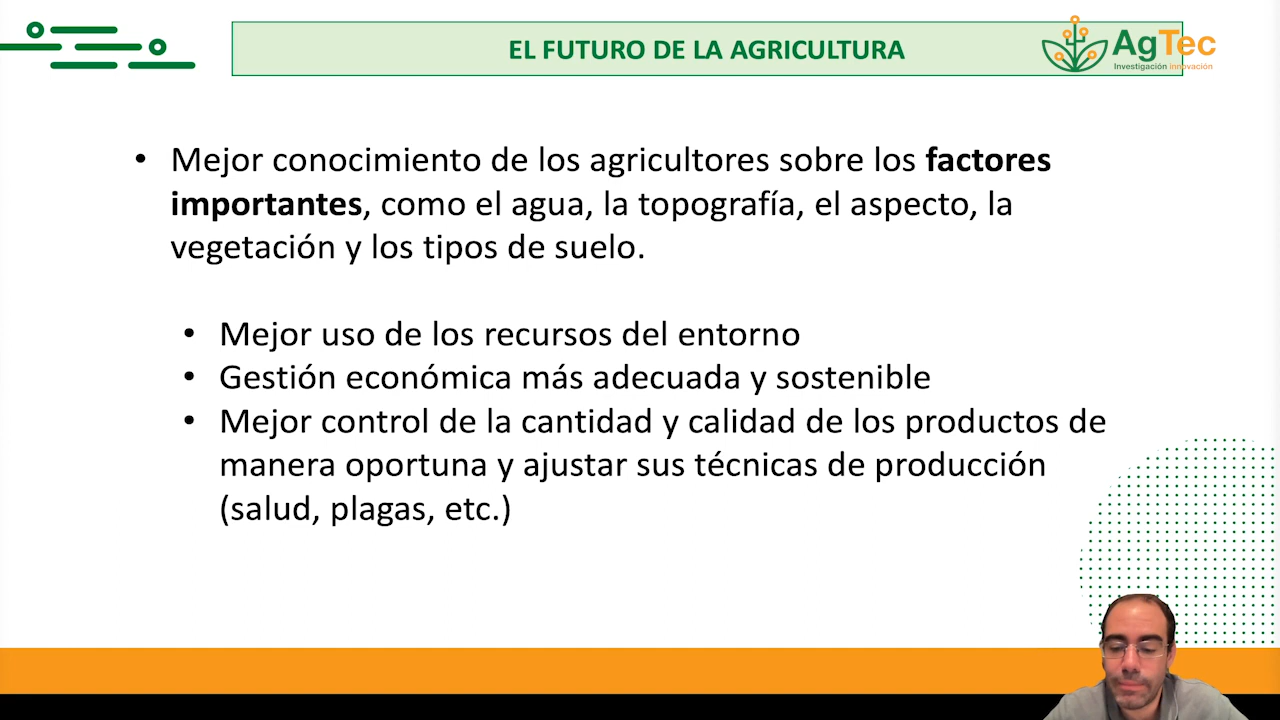 EL FUTURO DE LA AGRICULTURA
AgTec
Investigación innovación
• Mejor conocimiento de los agricultores sobre los factores
importantes, como el agua, la topografía, el aspecto, la
vegetación y los tipos de suelo.
• Mejor uso de los recursos del entorno
• Gestión económica más adecuada y sostenible
• Mejor control de la cantidad y calidad de los productos de
manera oportuna y ajustar sus técnicas de producción
(salud, plagas, etc.)